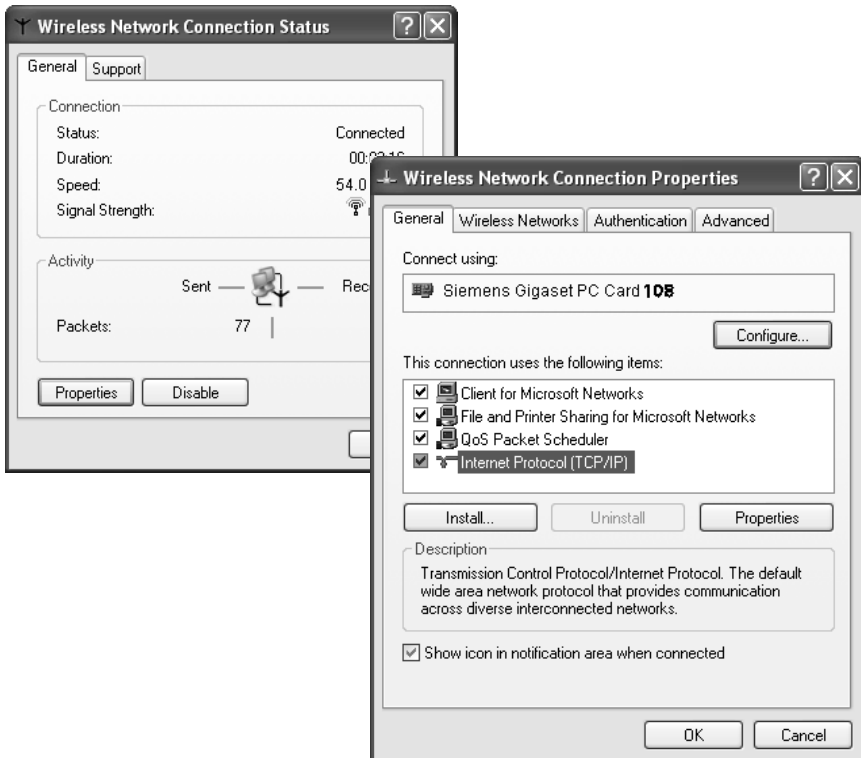 Wireless Network Connection Status
General Support
Connection
Status: Connected
Duration:
Speed: 54.0
Signal Strength:
Activity
Sent
Packets: 77
Properties Disable
Wireless Network Connection Properties
General Wireless Networks Authentication Advanced
Connect using:
Siemens Gigaset PC Card 108
Configure...
This connection uses the following items:
Client for Microsoft Networks
File and Printer Sharing for Microsoft Networks
QoS Packet Scheduler
Internet Protocol (TCP/IP)
Install... Uninstall Properties
Description
Transmission Control Protocol/Internet Protocol. The default
wide area network protocol that provides communication
across diverse interconnected networks.
Show icon in notification area when connected
OK Cancel